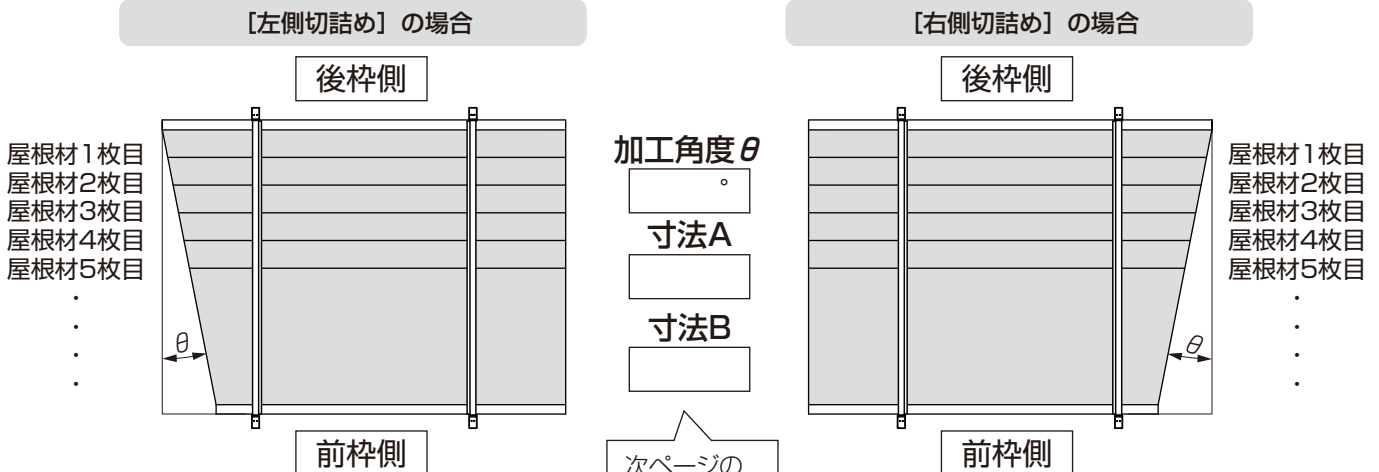 ［左側切詰め］の場合
後枠側
屋根材1枚目
屋根材2枚目
屋根材3枚目
屋根材4枚目
屋根材5枚目
・
・
・
・
θ
前枠側
加工角度θ
°
寸法A
寸法B
次ページの
［右側切詰め］の場合
後枠側
屋根材1枚目
屋根材2枚目
屋根材3枚目
屋根材4枚目
屋根材5枚目
・
・
・
・
θ
前枠側